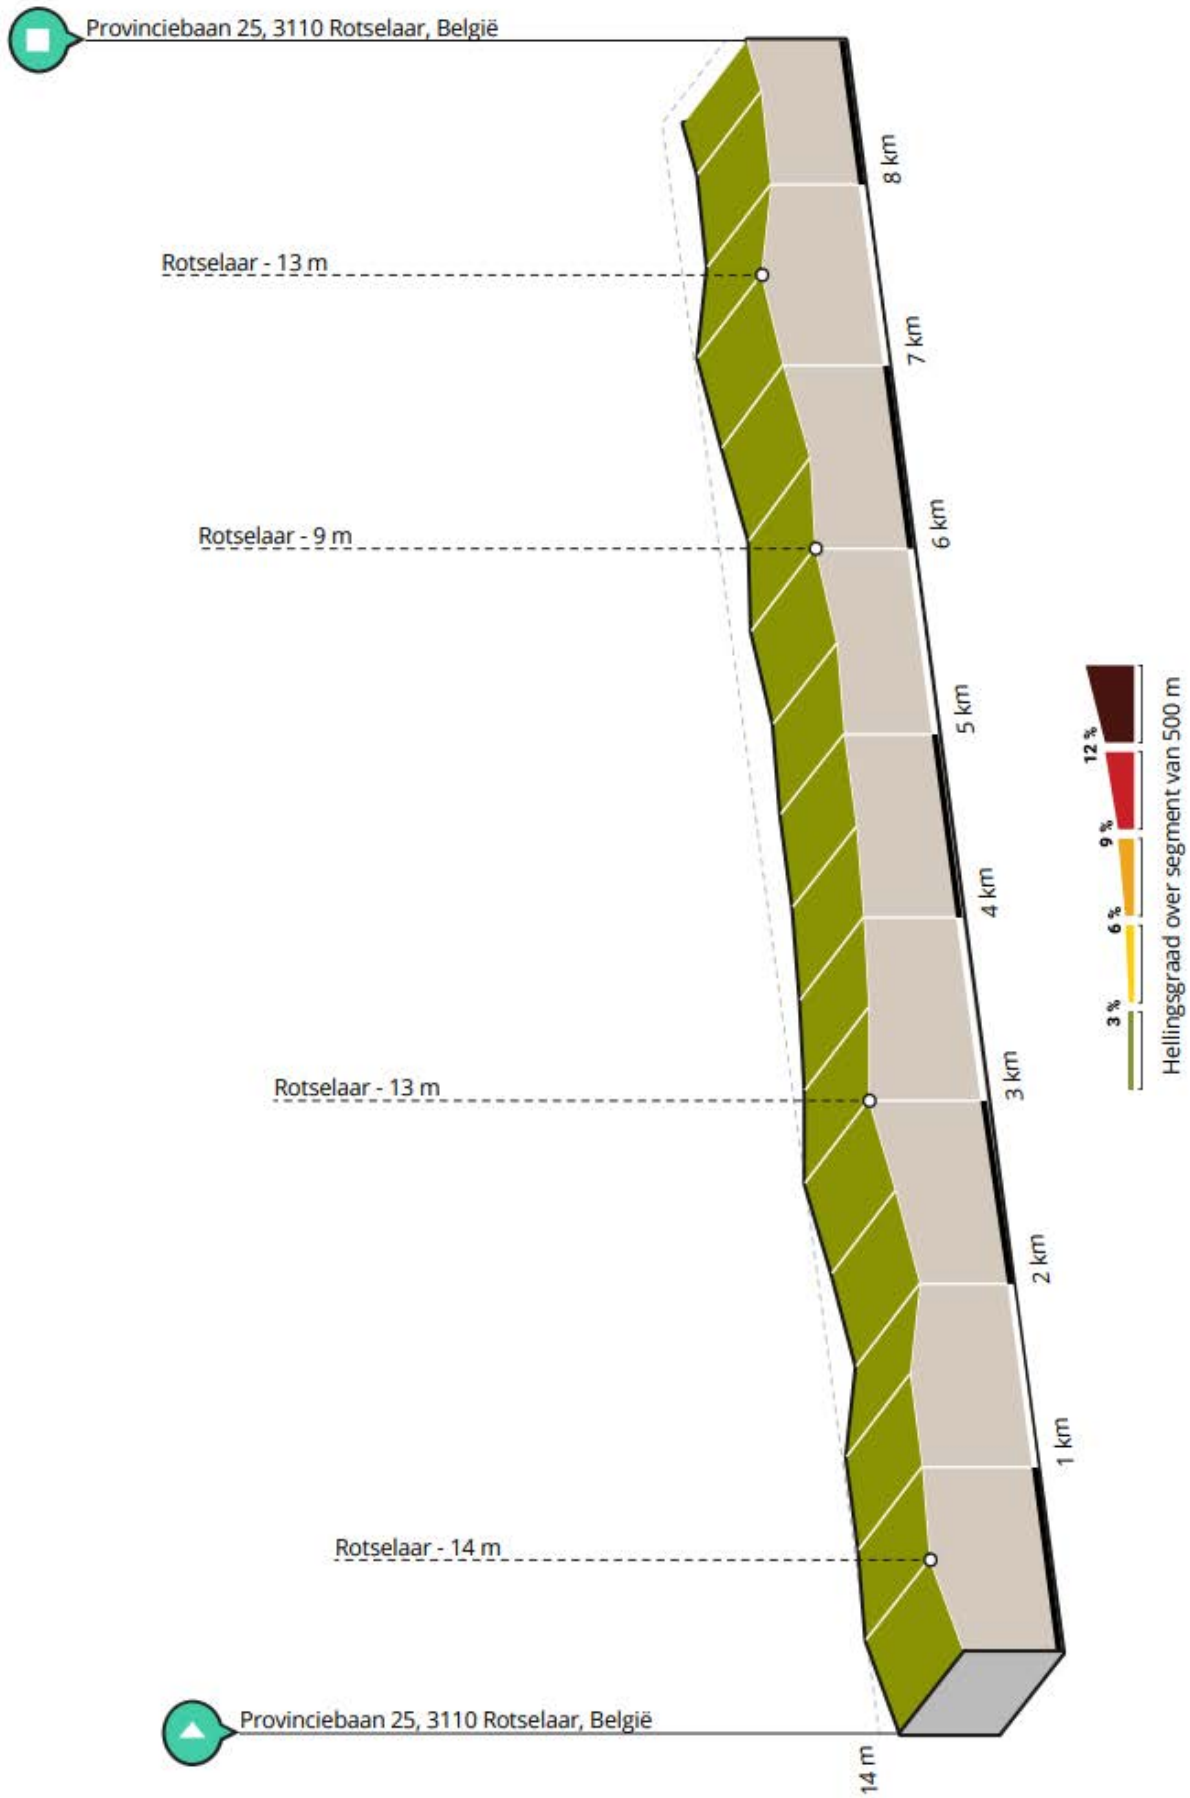 Provinciebaan 25, 3110 Rotselaar, België
8 km
Rotselaar - 13 m
7 km
Rotselaar - 9 m
6 km
5 km
12 %
9 %
6 %
3 %
Hellingsgraad over segment van 500 m
4 km
Rotselaar - 13 m
3 km
2 km
1 km
Rotselaar - 14 m
Provinciebaan 25, 3110 Rotselaar, België
14 m